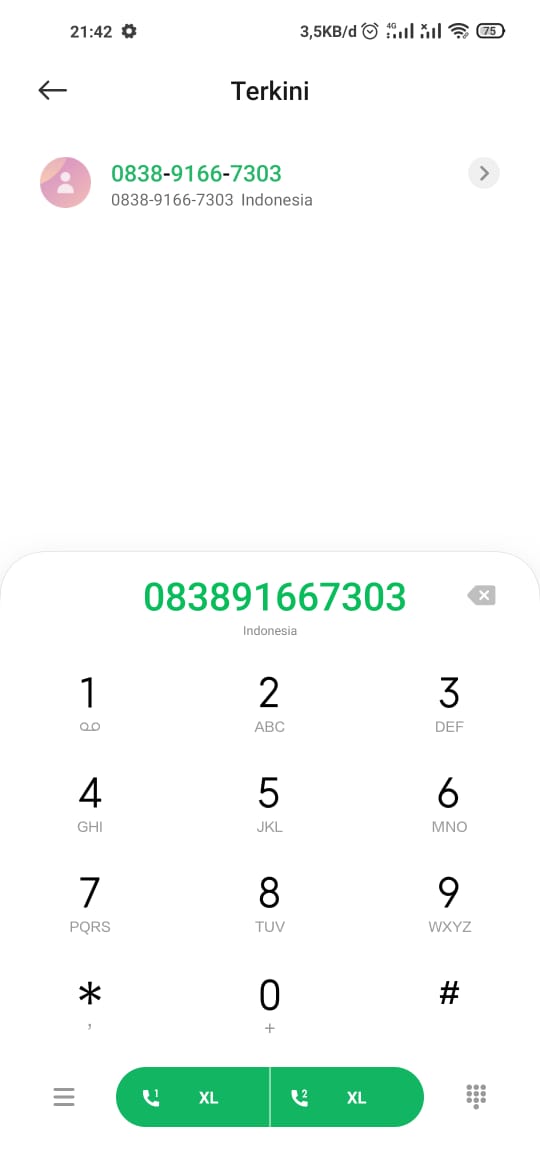 21:42 3,5KB/d 4G 75
Terkini
0838-9166-7303
0838-9166-7303 Indonesia
083891667303
Indonesia
1 2 3
ABC DEF
4 5 6
GHI JKL MNO
7 8 9
PQRS TUV WXYZ
* 0 #
, +
1 XL 2 XL